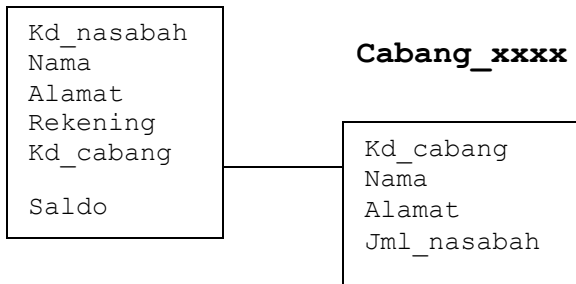 Kd_nasabah
Nama
Alamat
Rekening
Kd_cabang
Saldo
Cabang_xxxx
Kd_cabang
Nama
Alamat
Jml_nasabah